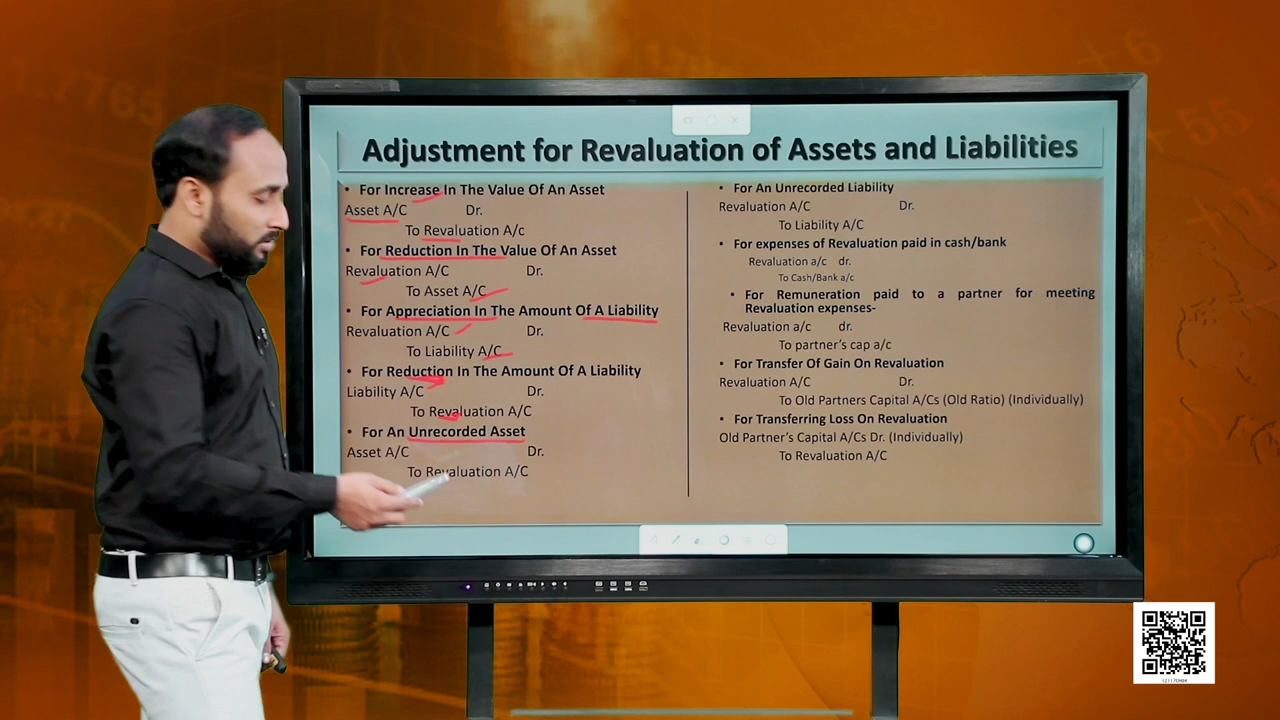 Adjustment for Revaluation of Assets and Liabilities
• For Increase In The Value Of An Asset
Asset A/C Dr.
To Revaluation A/c
• For Reduction In The Value Of An Asset
Revaluation A/C Dr.
To Asset A/C
• For Appreciation In The Amount Of A Liability
Revaluation A/C Dr.
To Liability A/C
• For Reduction In The Amount Of A Liability
Liability A/C Dr.
To Revaluation A/C
• For An Unrecorded Asset
Asset A/C Dr.
To Revaluation A/C
• For An Unrecorded Liability
Revaluation A/C Dr.
To Liability A/C
• For expenses of Revaluation paid in cash/bank
Revaluation a/c dr.
To Cash/Bank a/c
• For Remuneration paid to a partner for meeting
Revaluation expenses-
Revaluation a/c dr.
To partner's cap a/c
• For Transfer Of Gain On Revaluation
Revaluation A/C Dr.
To Old Partners Capital A/Cs (Old Ratio) (Individually)
• For Transferring Loss On Revaluation
Old Partner's Capital A/Cs Dr. (Individually)
To Revaluation A/C
.7765
.349
+6
+55
12117CH04